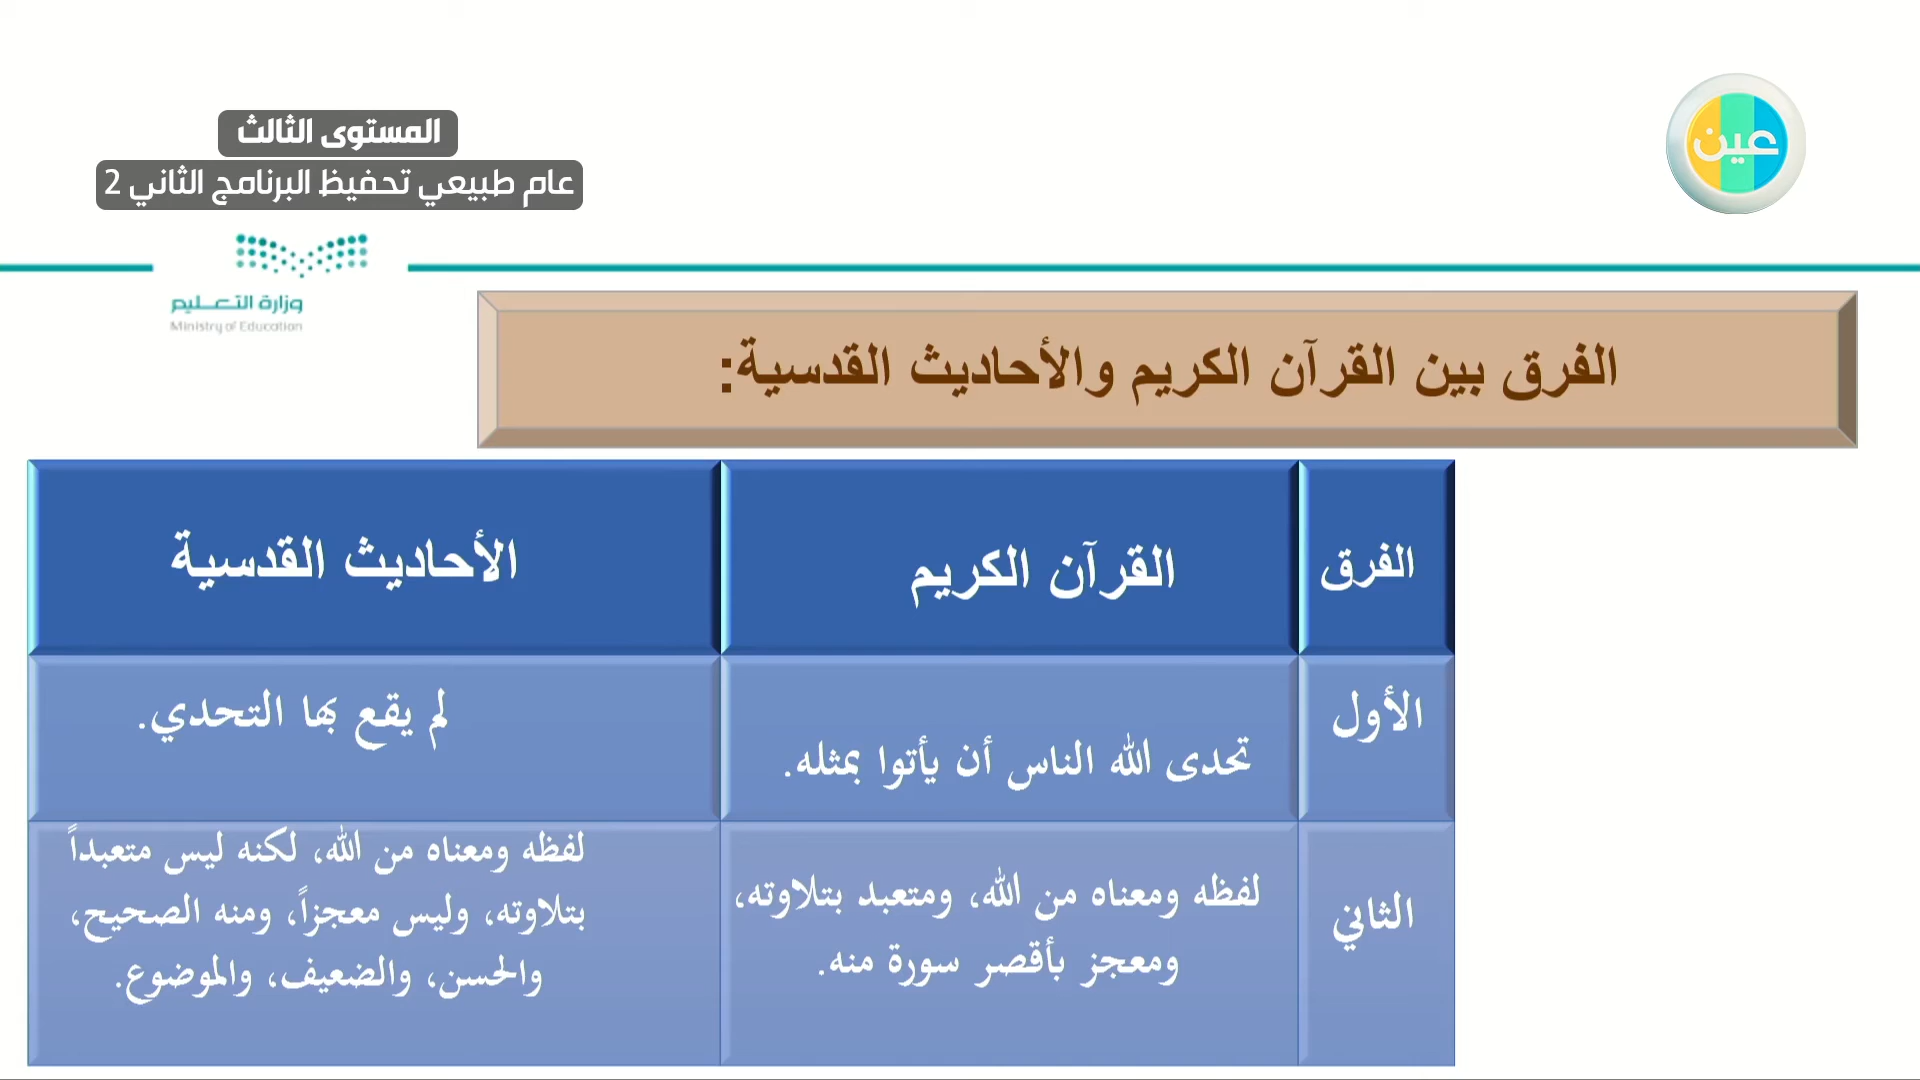 المستوى الثالث
عام طبيعي تحفيظ البرنامج الثاني 2
عين
وزارة التعليم
Ministry of Education
الفرق بين القرآن الكريم والأحاديث القدسية:
الفرق
القرآن الكريم
الأحاديث القدسية
الأول
تحدى الله الناس أن يأتوا بمثله.
لم يقع بها التحدي.
الثاني
لفظه ومعناه من الله، ومتعبد بتلاوته،
ومعجز بأقصر سورة منه.
لفظه ومعناه من الله، لكنه ليس متعبداً
بتلاوته، وليس معجزاً، ومنه الصحيح،
والحسن، والضعيف، والموضوع.